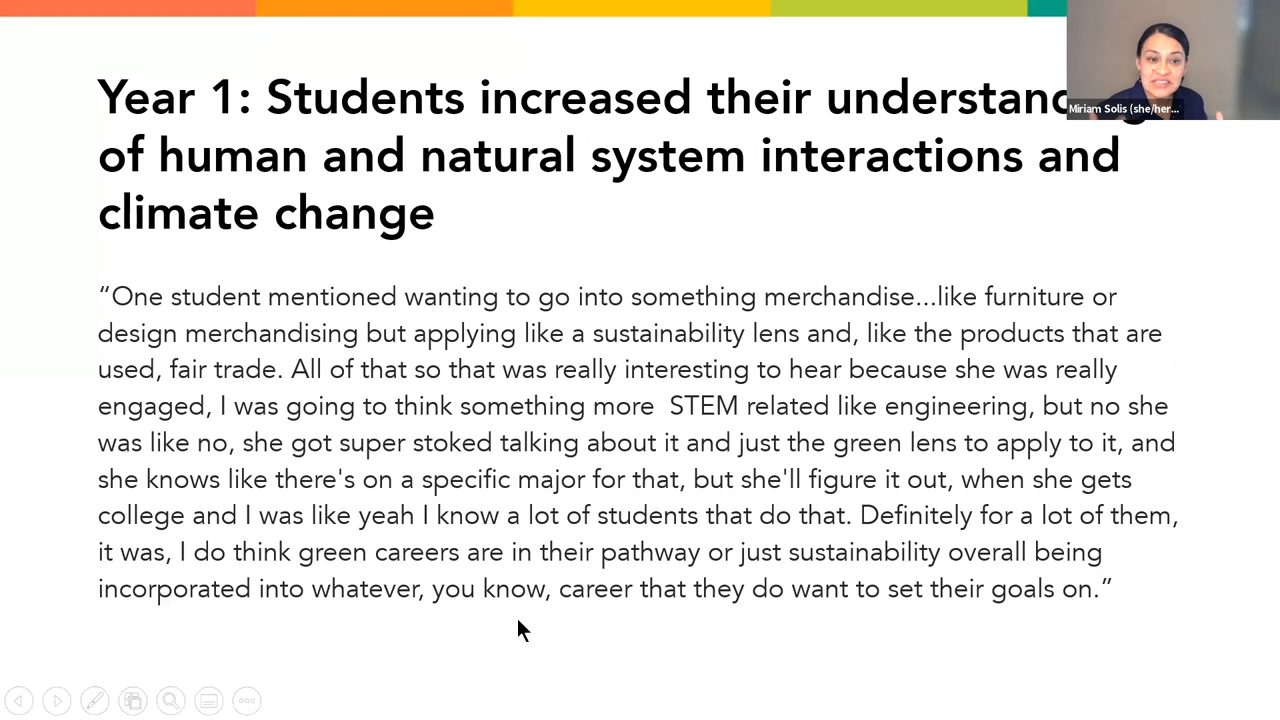 Year 1: Students increased their understanding
of human and natural system interactions and
climate change
Miriam Solis (she/her...
“One student mentioned wanting to go into something merchandise...like furniture or
design merchandising but applying like a sustainability lens and, like the products that are
used, fair trade. All of that so that was really interesting to hear because she was really
engaged, I was going to think something more  STEM related like engineering, but no she
was like no, she got super stoked talking about it and just the green lens to apply to it, and
she knows like there's on a specific major for that, but she'll figure it out, when she gets
college and I was like yeah I know a lot of students that do that. Definitely for a lot of them,
it was, I do think green careers are in their pathway or just sustainability overall being
incorporated into whatever, you know, career that they do want to set their goals on.”